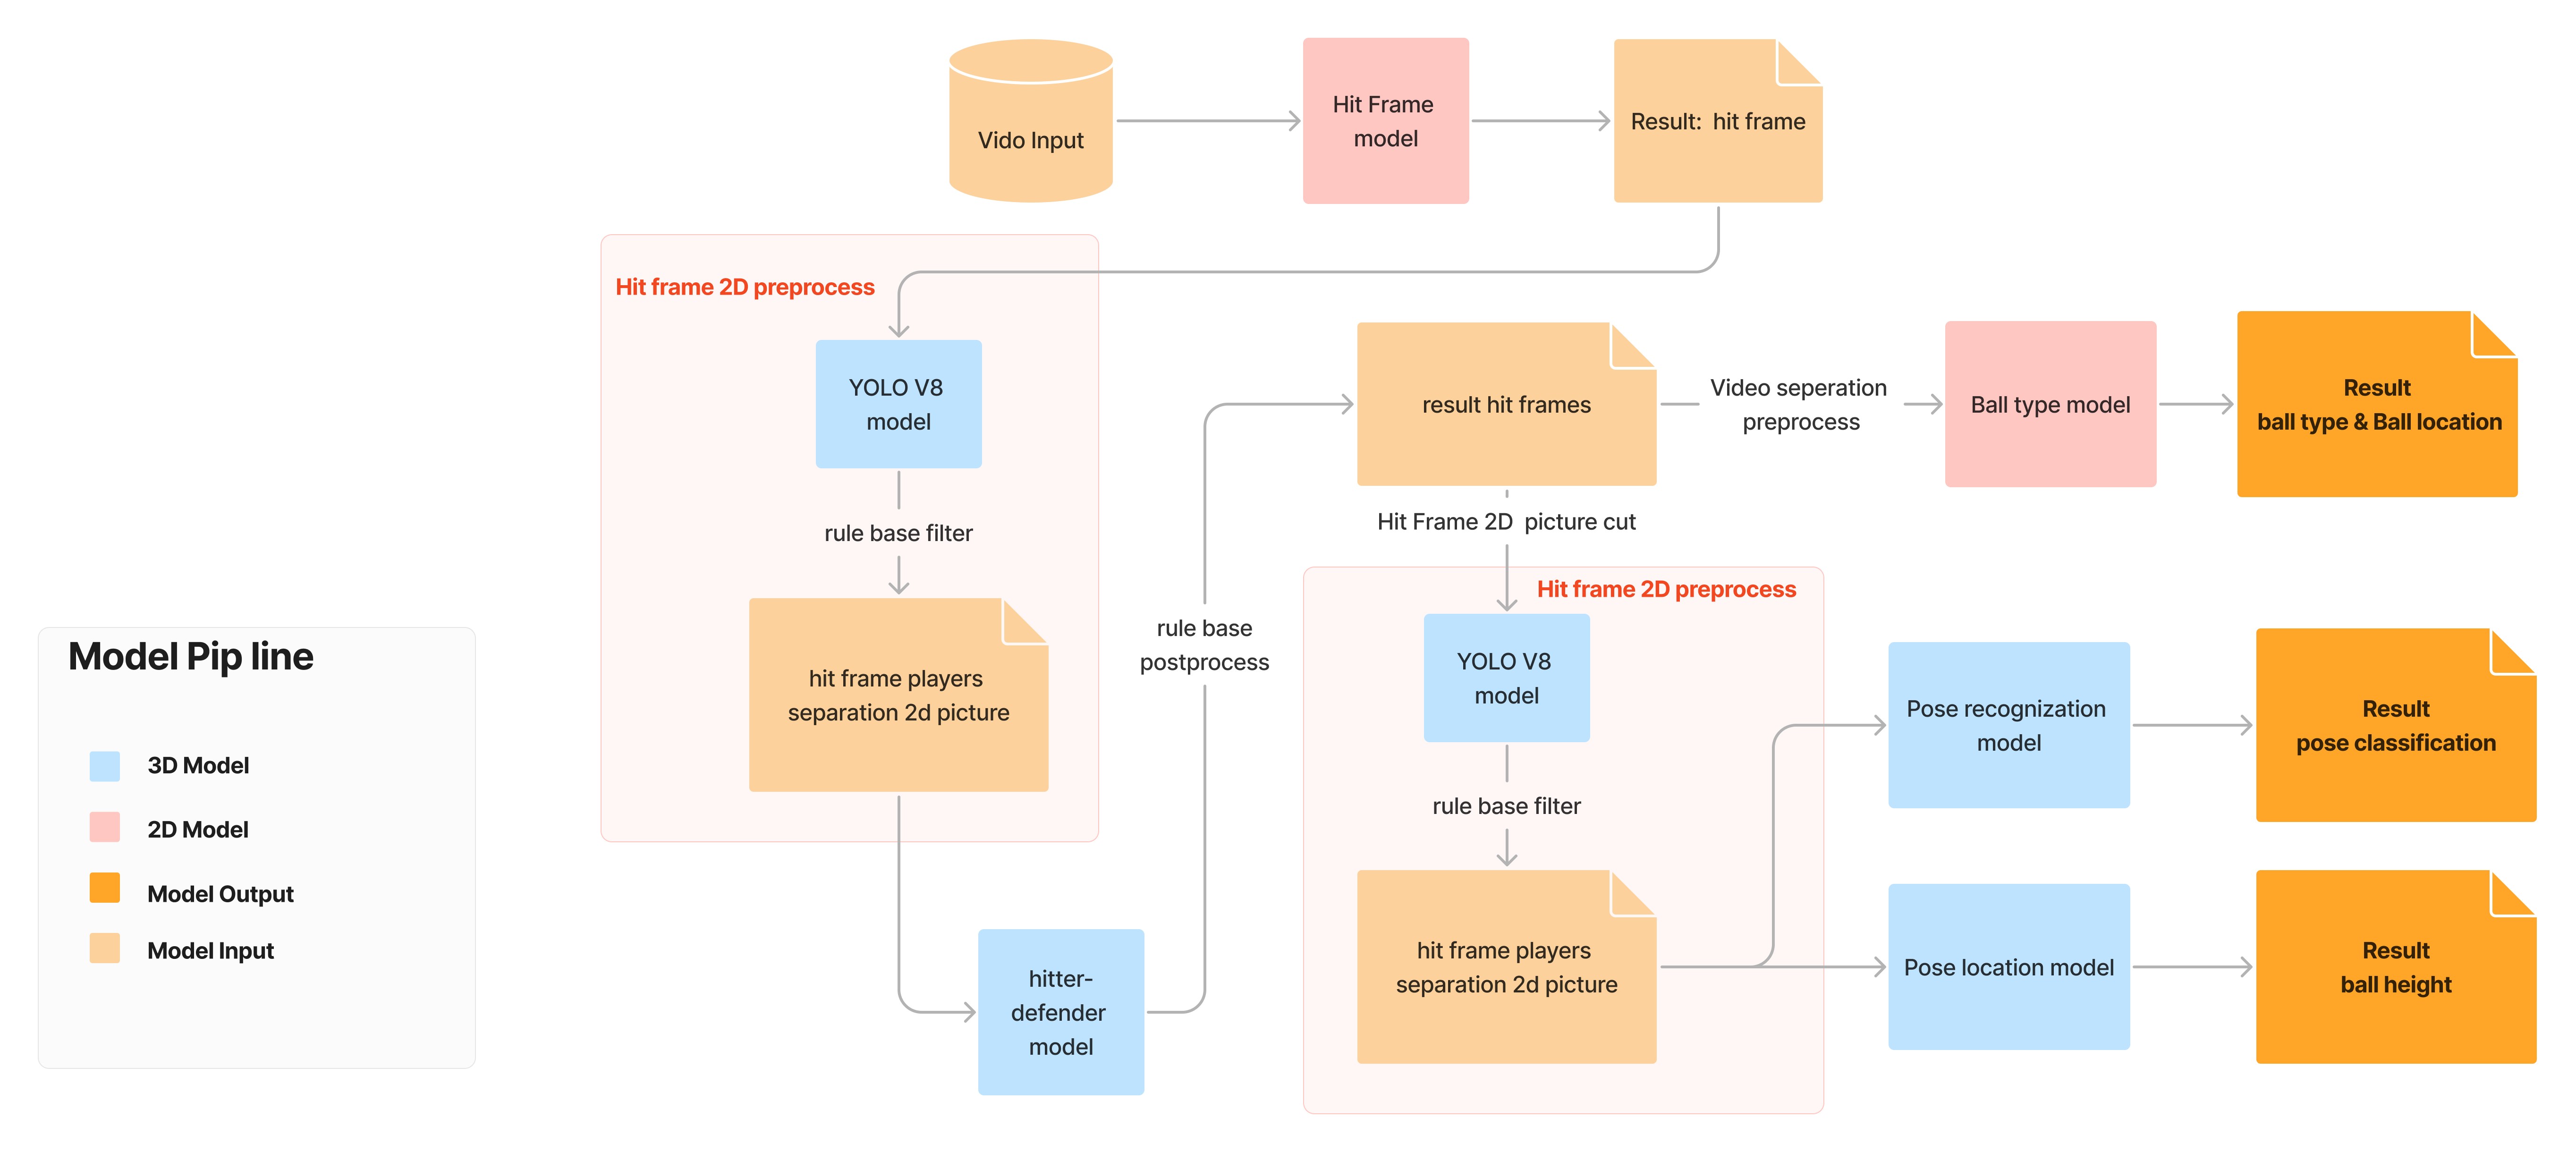 Vido Input
Hit Frame
model
Result:  hit frame
Hit frame 2D preprocess
YOLO V8
model
rule base filter
hit frame players
separation 2d picture
hitter-
defender
model
rule base
postprocess
result hit frames
Video seperation
preprocess
Ball type model
Result
ball type & Ball location
Hit Frame 2D  picture cut
Hit frame 2D preprocess
YOLO V8
model
rule base filter
hit frame players
separation 2d picture
Pose recognization
model
Result
pose classification
Pose location model
Result
ball height
Model Pip line
3D Model
2D Model
Model Output
Model Input